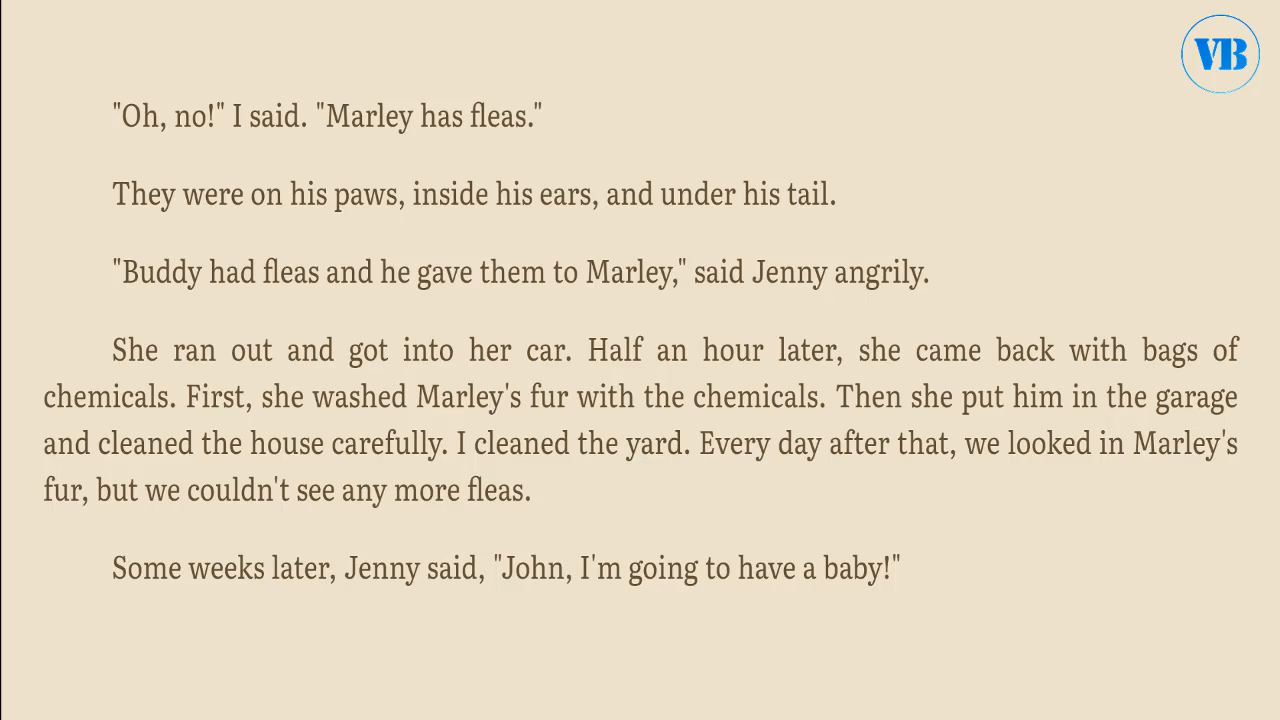 VB
"Oh, no!" I said. "Marley has fleas."
They were on his paws, inside his ears, and under his tail.
"Buddy had fleas and he gave them to Marley," said Jenny angrily.
She ran out and got into her car. Half an hour later, she came back with bags of
chemicals. First, she washed Marley's fur with the chemicals. Then she put him in the garage
and cleaned the house carefully. I cleaned the yard. Every day after that, we looked in Marley's
fur, but we couldn't see any more fleas.
Some weeks later, Jenny said, "John, I'm going to have a baby!"